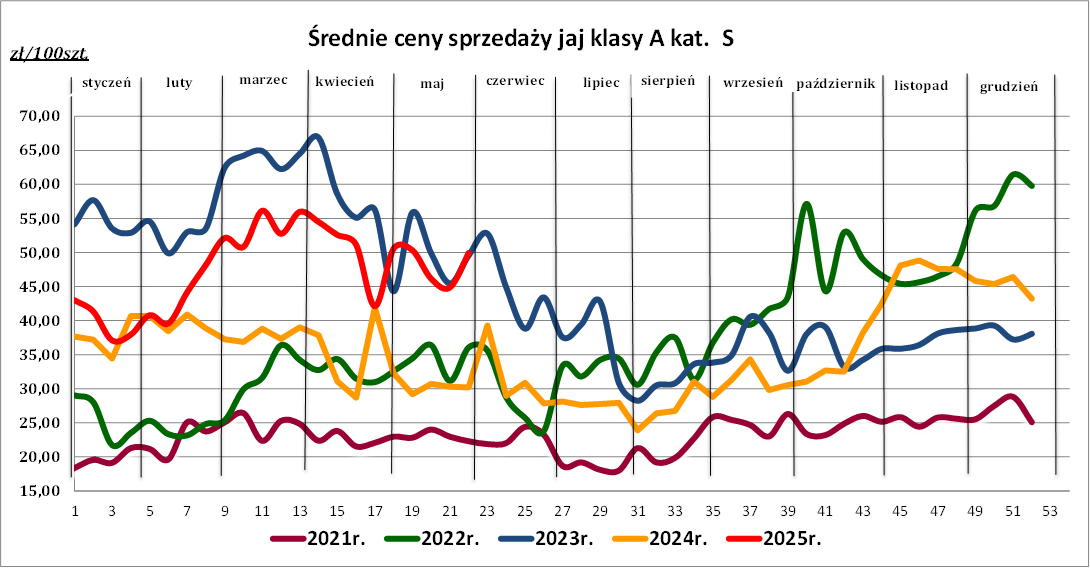 Średnie ceny sprzedaży jaj klasy A kat. S
zł/100szt.
styczeń luty marzec kwiecień maj czerwiec lipiec sierpień wrzesień październik listopad grudzień
70,00
65,00
60,00
55,00
50,00
45,00
40,00
35,00
30,00
25,00
20,00
15,00
1 3 5 7 9 11 13 15 17 19 21 23 25 27 29 31 33 35 37 39 41 43 45 47 49 51 53
2021r. 2022r. 2023r. 2024r. 2025r.